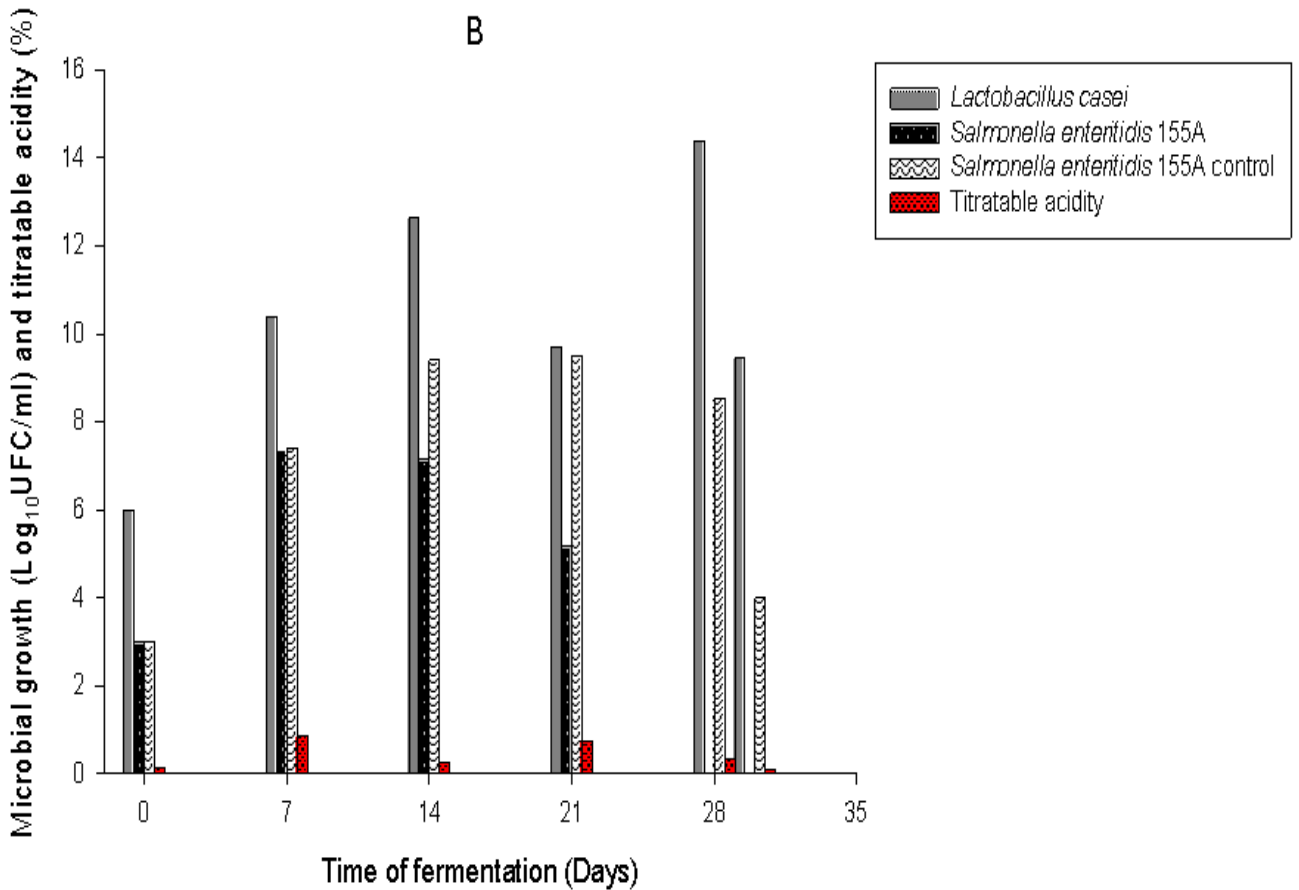 B
Microbial growth (Log₁₀UFC/ml) and titratable acidity (%)
16
14
12
10
8
6
4
2
0
0 7 14 21 28 35
Time of fermentation (Days)
Lactobacillus casei
Salmonella enteritidis 155A
Salmonella enteritidis 155A control
Titratable acidity